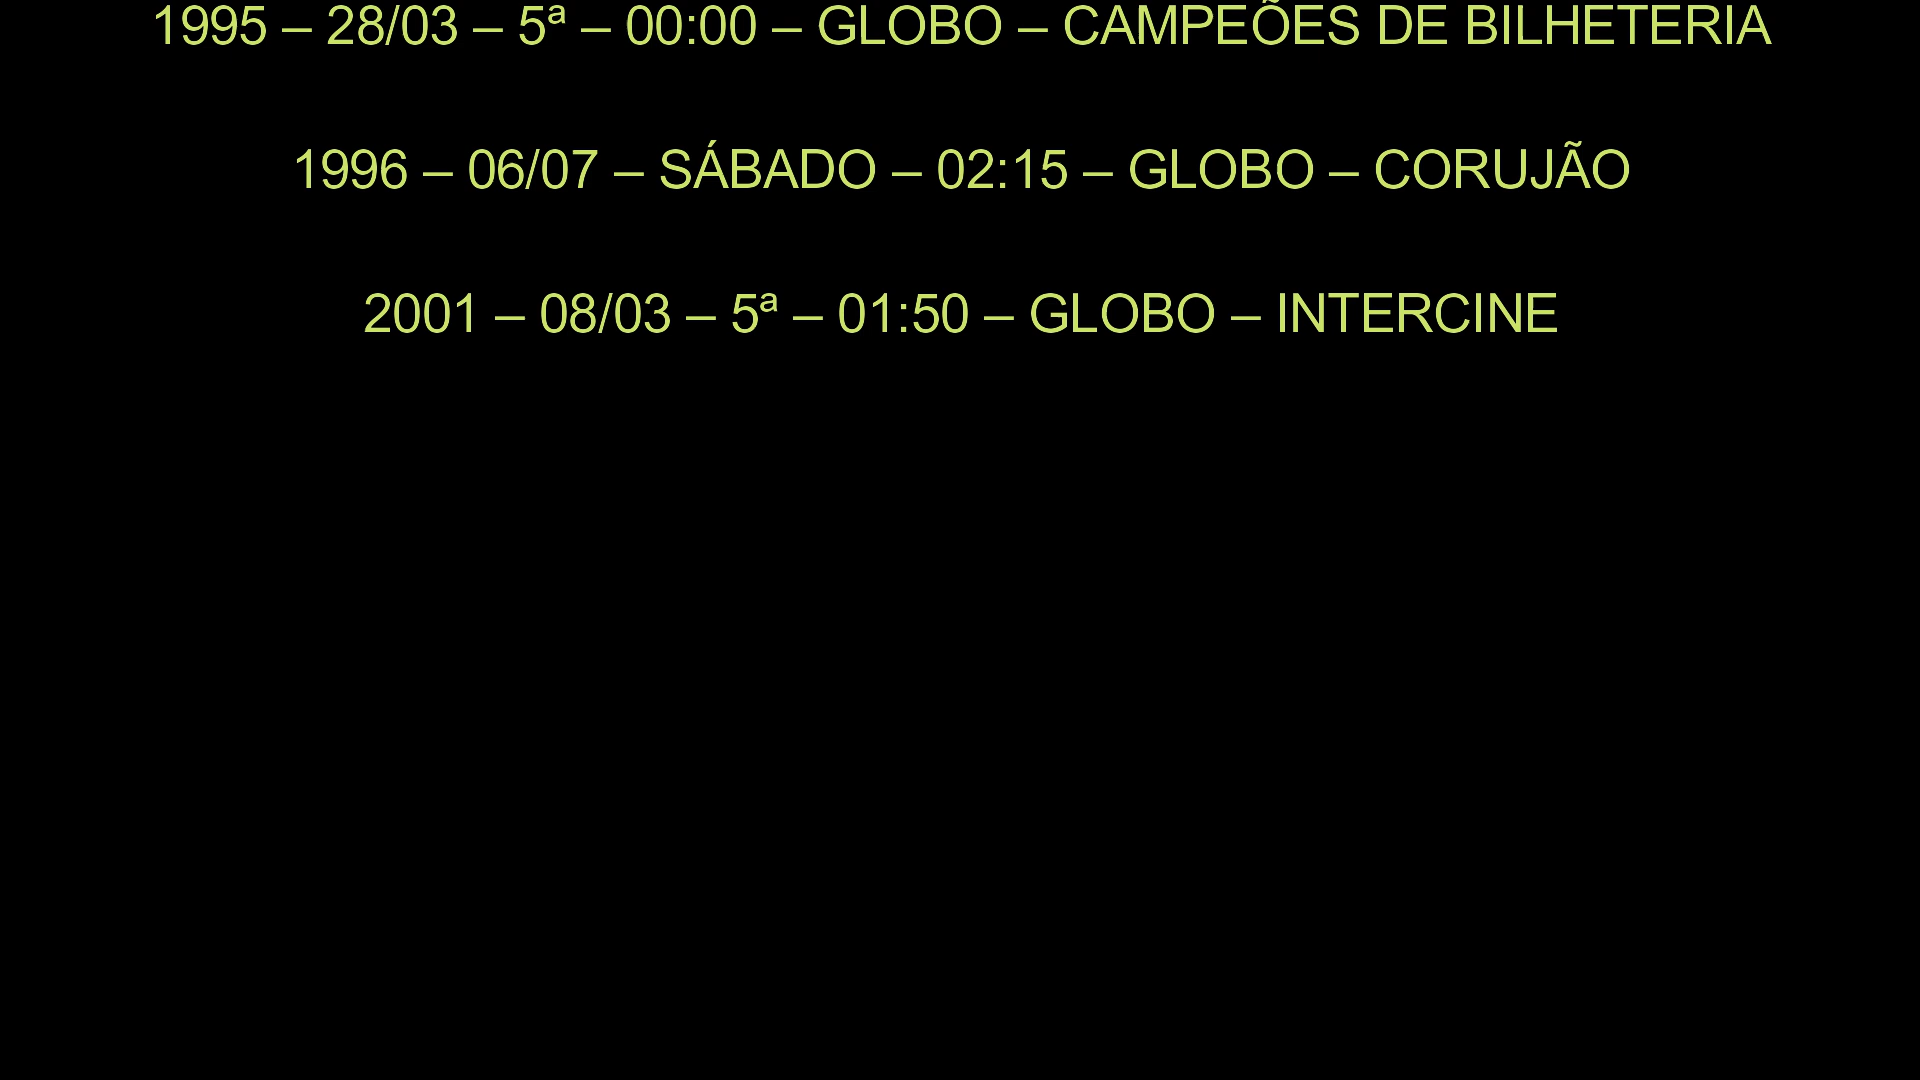 1995 – 28/03 – 5ª – 00:00 – GLOBO – CAMPEÕES DE BILHETERIA
1996 – 06/07 – SÁBADO – 02:15 – GLOBO – CORUJÃO
2001 – 08/03 – 5ª – 01:50 – GLOBO – INTERCINE